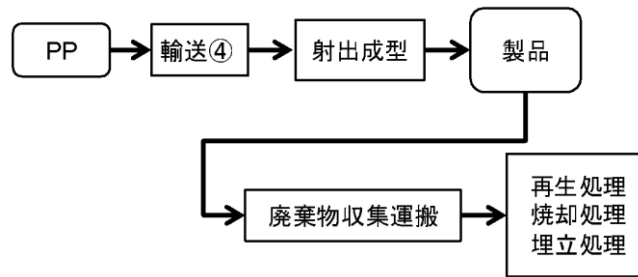 PP
輸送④
射出成型
製品
廃棄物収集運搬
再生処理
焼却処理
埋立処理